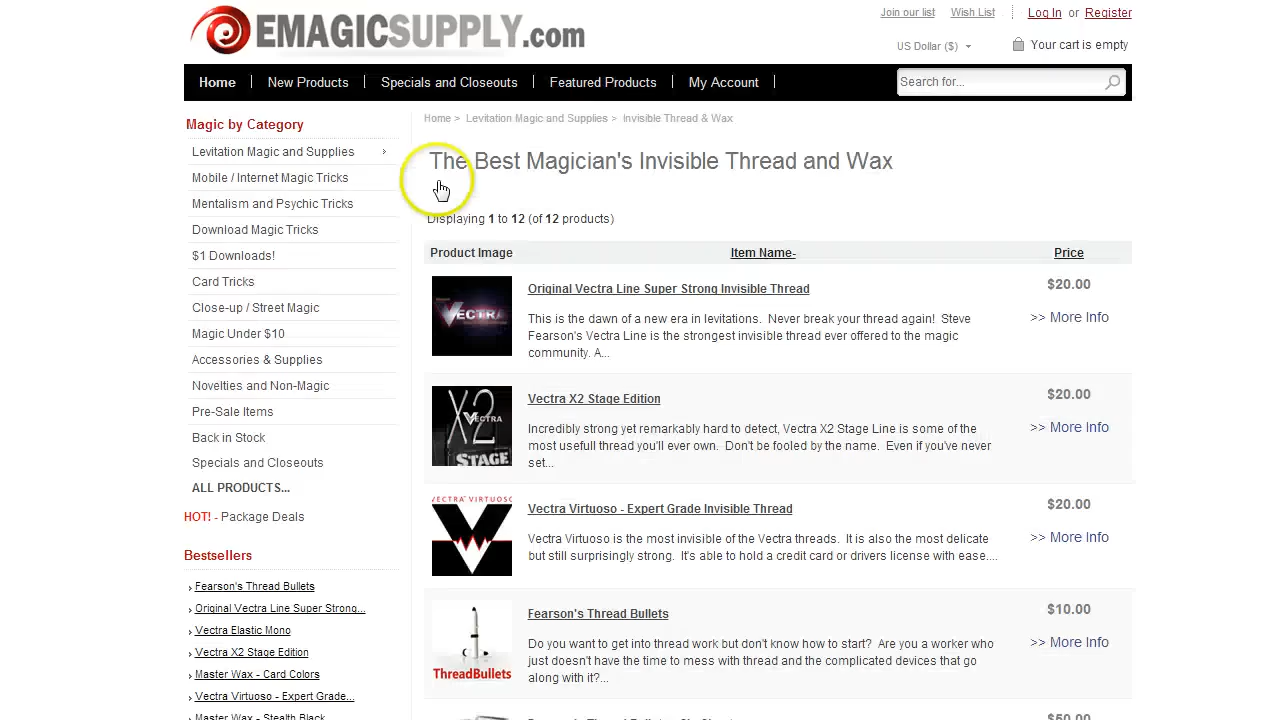 EMAGICSUPPLY.com
Join our list Wish List Log In or Register
US Dollar ($) Your cart is empty
Home New Products Specials and Closeouts Featured Products My Account Search for...
Home > Levitation Magic and Supplies > Invisible Thread & Wax
The Best Magician's Invisible Thread and Wax
Displaying 1 to 12 (of 12 products)
Magic by Category
Levitation Magic and Supplies
Mobile / Internet Magic Tricks
Mentalism and Psychic Tricks
Download Magic Tricks
$1 Downloads!
Card Tricks
Close-up / Street Magic
Magic Under $10
Accessories & Supplies
Novelties and Non-Magic
Pre-Sale Items
Back in Stock
Specials and Closeouts
ALL PRODUCTS...
HOT! - Package Deals
Bestsellers
Fearson's Thread Bullets
Original Vectra Line Super Strong...
Vectra Elastic Mono
Vectra X2 Stage Edition
Master Wax - Card Colors
Vectra Virtuoso - Expert Grade...
Master Wax - Stealth Black
Product Image Item Name- Price
VECTRA
Original Vectra Line Super Strong Invisible Thread
This is the dawn of a new era in levitations. Never break your thread again! Steve
Fearson's Vectra Line is the strongest invisible thread ever offered to the magic
community. A...
$20.00
>> More Info
X2
VECTRA
STAGE
Vectra X2 Stage Edition
Incredibly strong yet remarkably hard to detect, Vectra X2 Stage Line is some of the
most usefull thread you'll ever own. Don't be fooled by the name. Even if you've never
set...
$20.00
>> More Info
VECTRA VIRTUOSO
Vectra Virtuoso - Expert Grade Invisible Thread
Vectra Virtuoso is the most invisible of the Vectra threads. It is also the most delicate
but still surprisingly strong. It's able to hold a credit card or drivers license with ease....
$20.00
>> More Info
ThreadBullets
Fearson's Thread Bullets
Do you want to get into thread work but don't know how to start? Are you a worker who
just doesn't have the time to mess with thread and the complicated devices that go
along with it?...
$10.00
>> More Info
$50.00